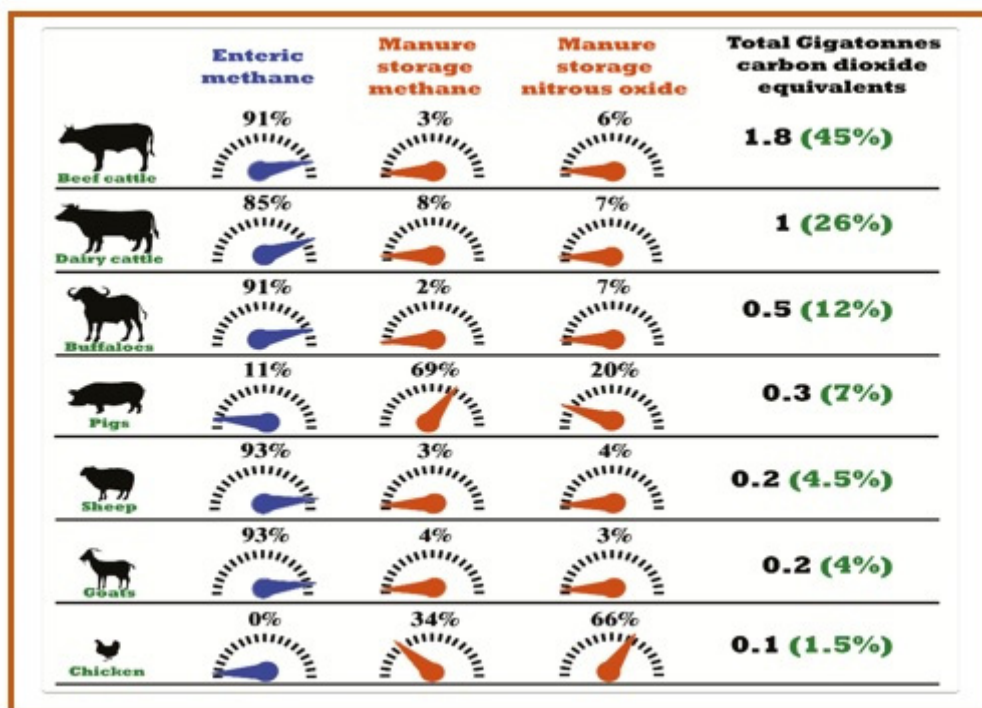 Enteric
methane
Manure
storage
methane
Manure
storage
nitrous oxide
Total Gigatonnes
carbon dioxide
equivalents
91%
3%
6%
1.8 (45%)
Beef cattle
85%
8%
7%
1 (26%)
Dairy cattle
91%
2%
7%
0.5 (12%)
Buffaloes
11%
69%
20%
0.3 (7%)
Pigs
93%
3%
4%
0.2 (4.5%)
Sheep
93%
4%
3%
0.2 (4%)
Goats
0%
34%
66%
0.1 (1.5%)
Chicken